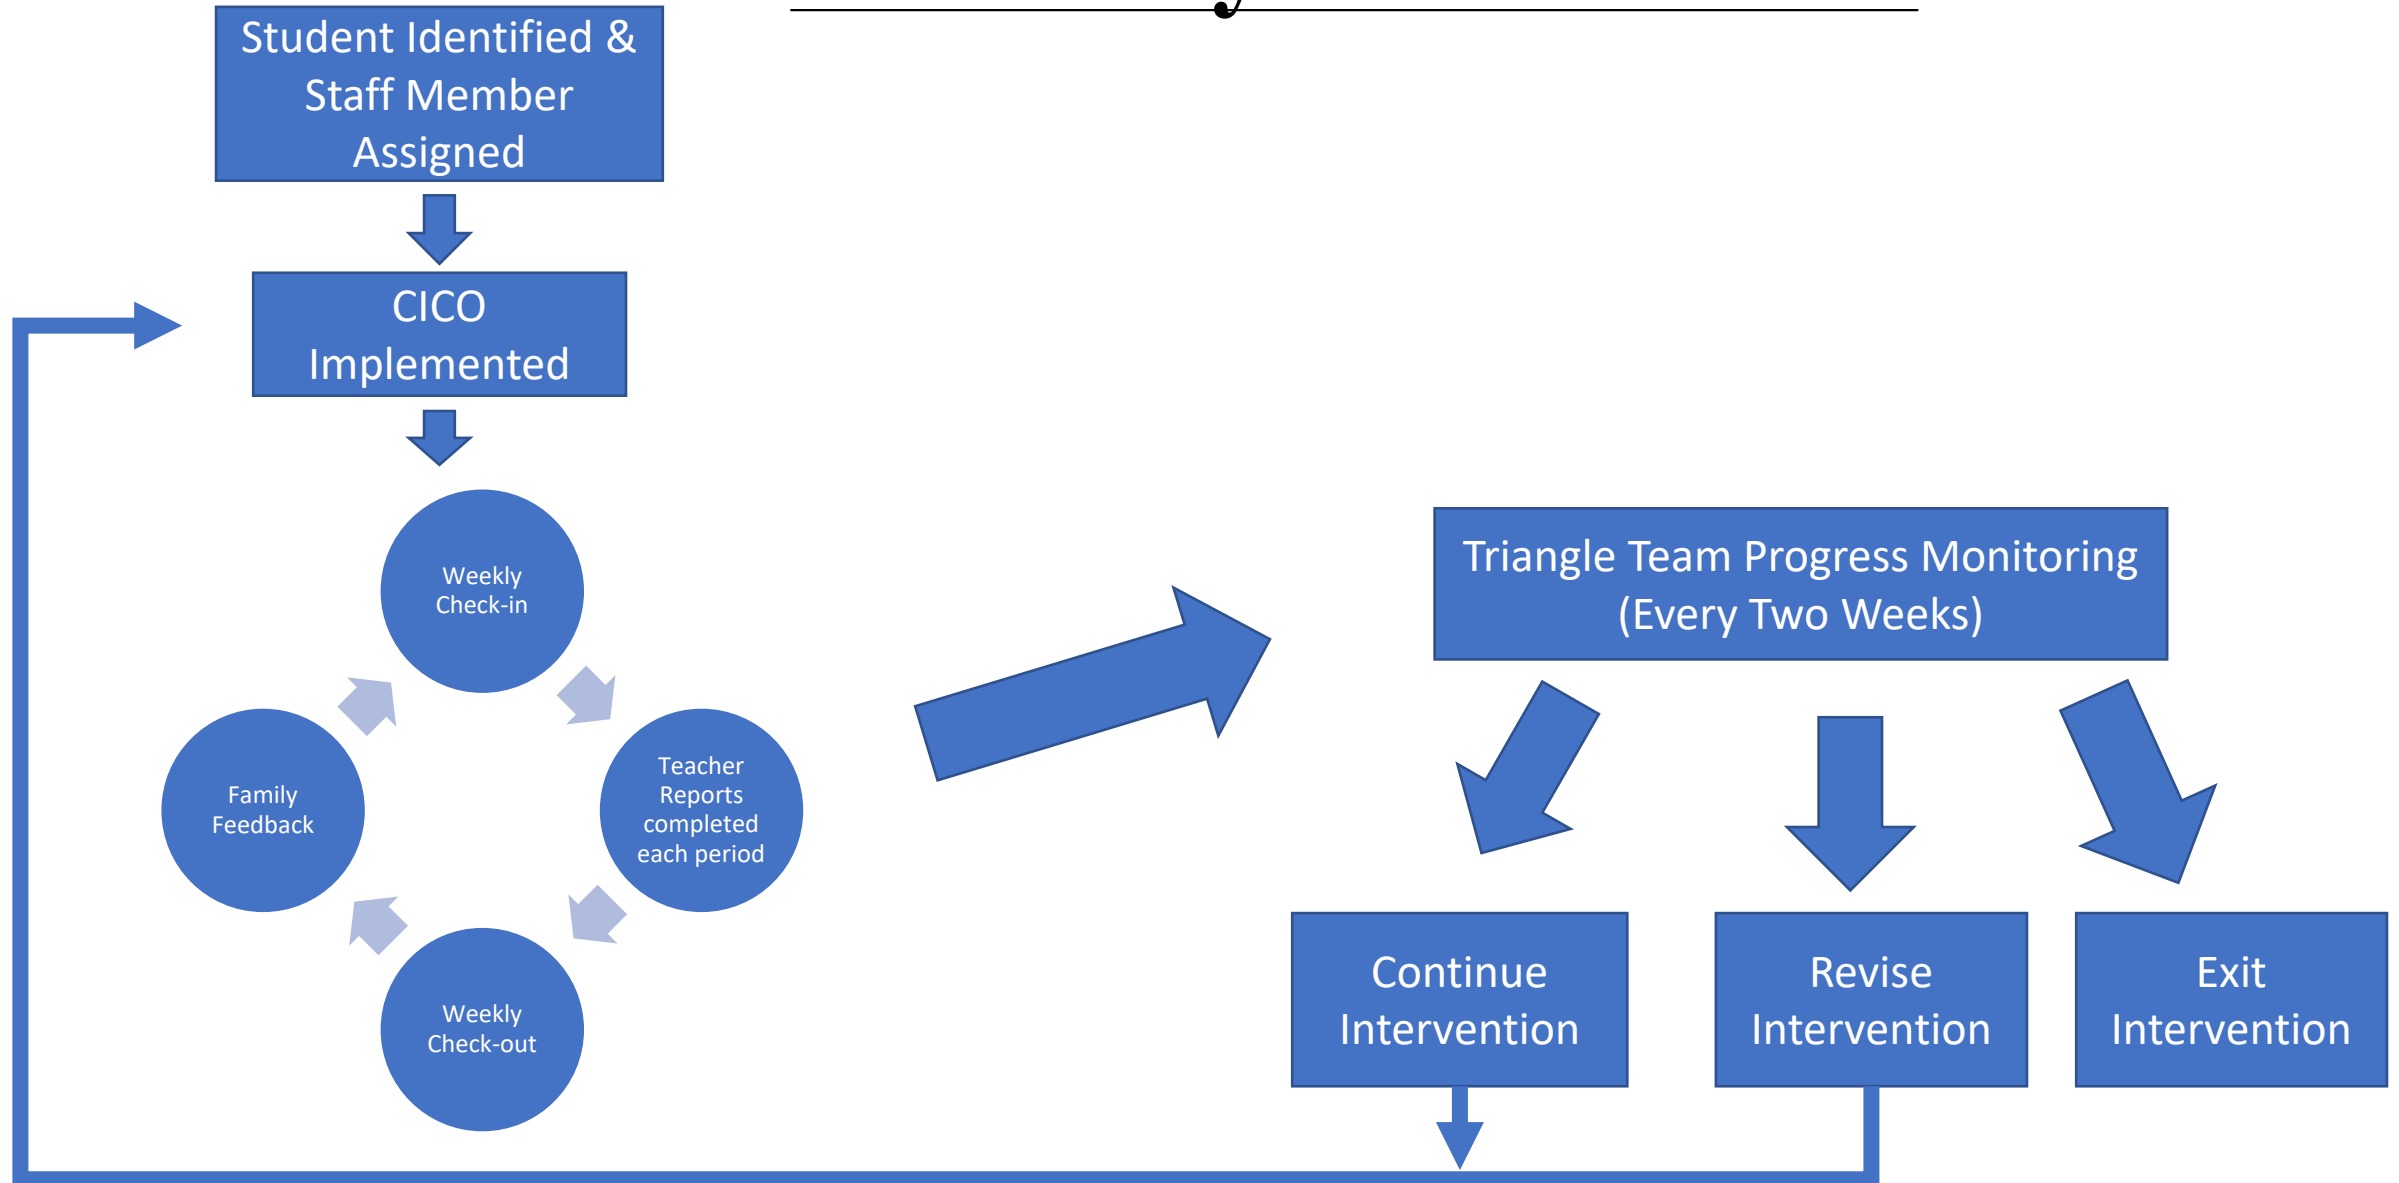 Student Identified &
Staff Member
Assigned
CICO
Implemented
Weekly
Check-in
Teacher
Reports
completed
each period
Weekly
Check-out
Family
Feedback
Triangle Team Progress Monitoring
(Every Two Weeks)
Continue
Intervention
Revise
Intervention
Exit
Intervention